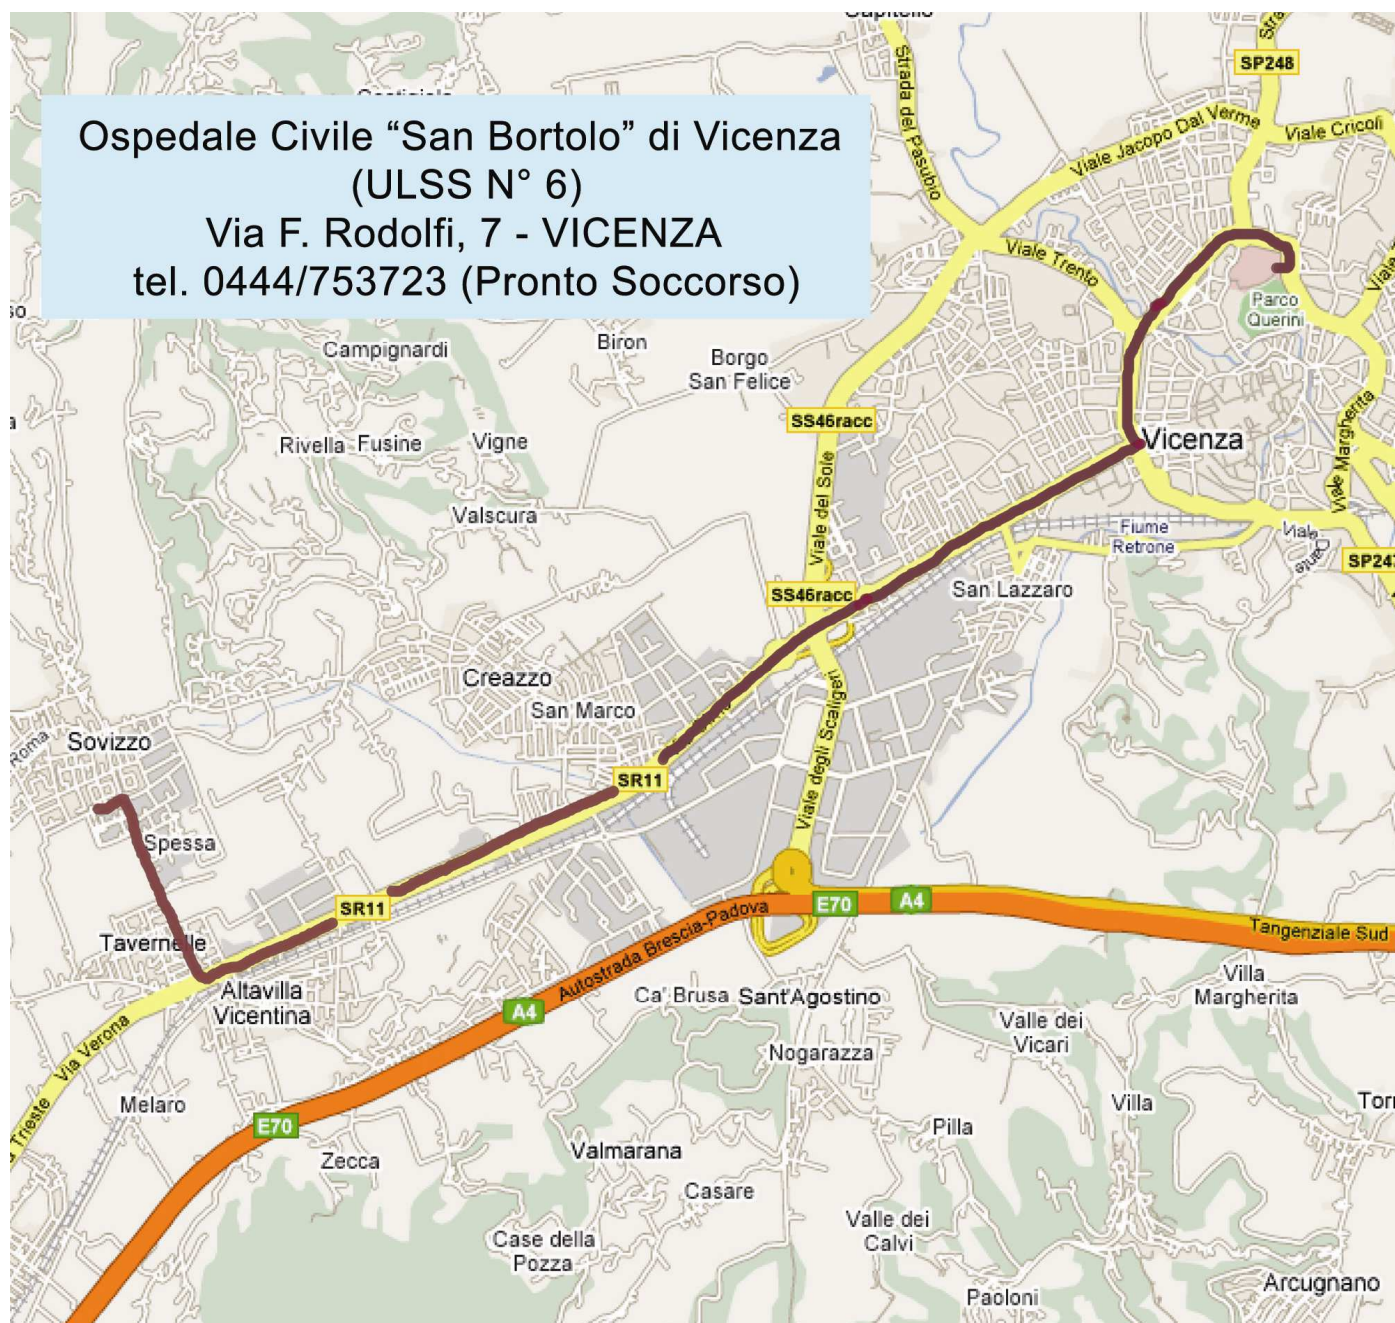 Capitello
SP248
Strada del Pasubio
Viale Jacopo Dal Verme
Viale Cricoli
Ospedale Civile “San Bortolo” di Vicenza
(ULSS N° 6)
Via F. Rodolfi, 7 - VICENZA
tel. 0444/753723 (Pronto Soccorso)
Viale Trento
Parco
Querini
Campignardi
Biron
Borgo
San Felice
SS46racc
Viale Margherita
Rivella
Fusine
Vigne
Vicenza
Viale del Sole
Valscura
Fiume
Retrone
Viale Dante
SP247
SS46racc
San Lazzaro
Creazzo
San Marco
Viale degli Scaligeri
Roma
Sovizzo
SR11
Spessa
SR11
E70
A4
Tavernelle
Autostrada Brescia-Padova
Tangenziale Sud
Altavilla
Vicentina
A4
Ca' Brusa
Sant'Agostino
Villa
Margherita
Valle dei
Vicari
Via Verona
Nogarazza
Trieste
Melaro
E70
Villa
Pilla
Zecca
Valmarana
Casare
Valle dei
Calvi
Case della
Pozza
Paoloni
Arcugnano